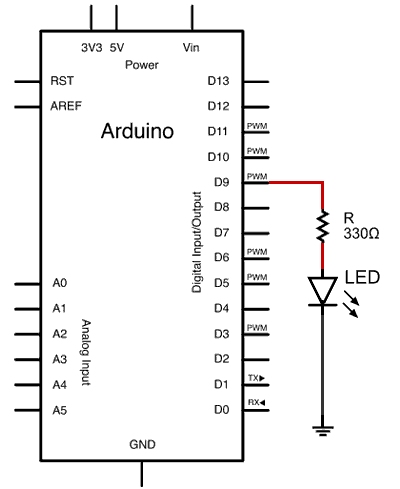 3V3 5V Vin
Power
RST
AREF
Arduino
D13
D12
D11 PWM
D10 PWM
D9 PWM
D8
D7
D6 PWM
D5 PWM
D4
D3 PWM
D2
D1 TX▶
D0 RX◀
Digital Input/Output
A0
A1
A2
A3
A4
A5
Analog Input
GND
R
330Ω
LED